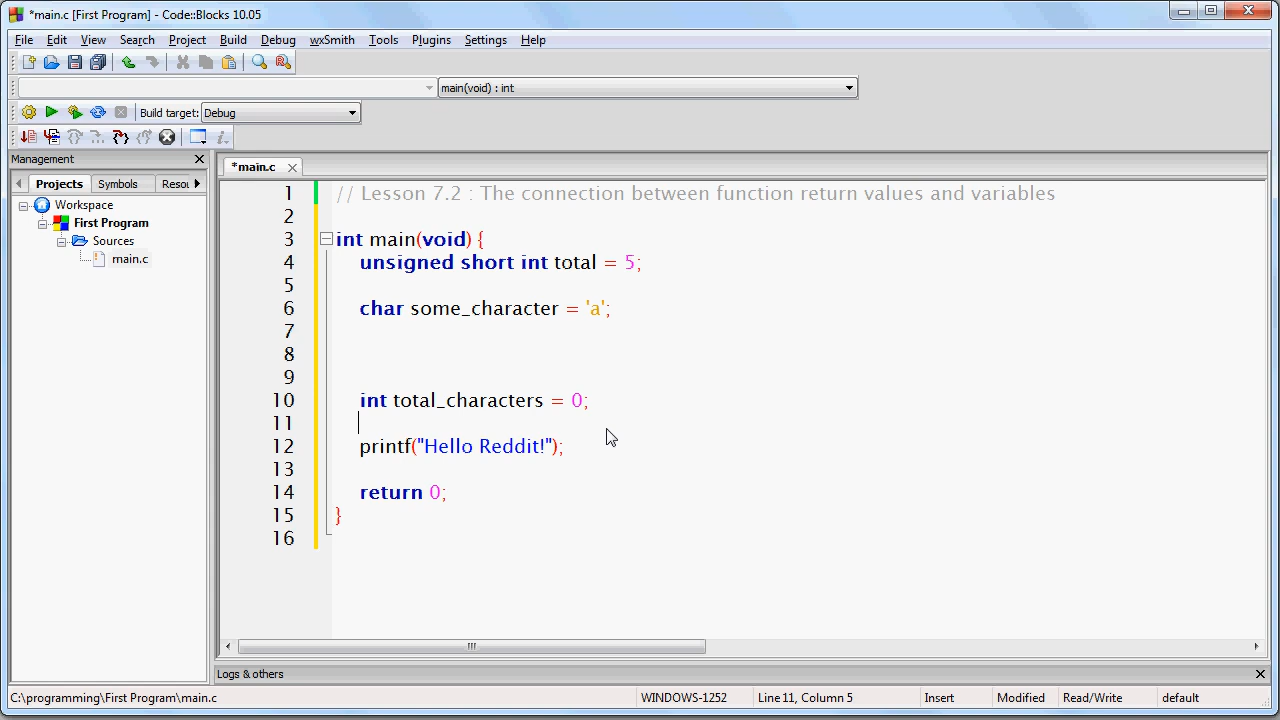 *main.c [First Program] - Code::Blocks 10.05
File Edit View Search Project Build Debug wxSmith Tools Plugins Settings Help
main(void) : int
Build target: Debug
Management
*main.c
Projects Symbols Resou
Workspace
First Program
Sources
main.c
1 // Lesson 7.2 : The connection between function return values and variables
2
3 int main(void) {
4 unsigned short int total = 5;
5
6 char some_character = 'a';
7
8
9
10 int total_characters = 0;
11
12 printf("Hello Reddit!");
13
14 return 0;
15 }
16
Logs & others
C:\programming\First Program\main.c WINDOWS-1252 Line 11, Column 5 Insert Modified Read/Write default